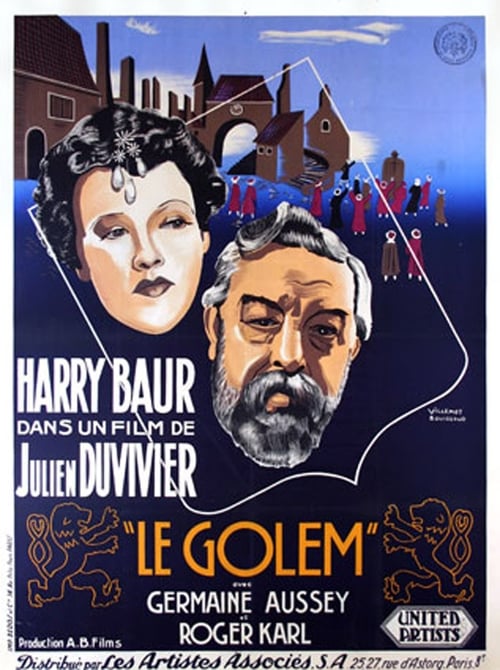 HARRY BAUR
DANS UN FILM DE
JULIEN DUVIVIER
VILLEMOT
"LE GOLEM"
avec
GERMAINE AUSSEY
et
ROGER KARL
Production A.B. Films
UNITED
ARTISTS
Distribué par Les Artistes Associés. S.A 25 27, rue d'Astorg Paris. 8e